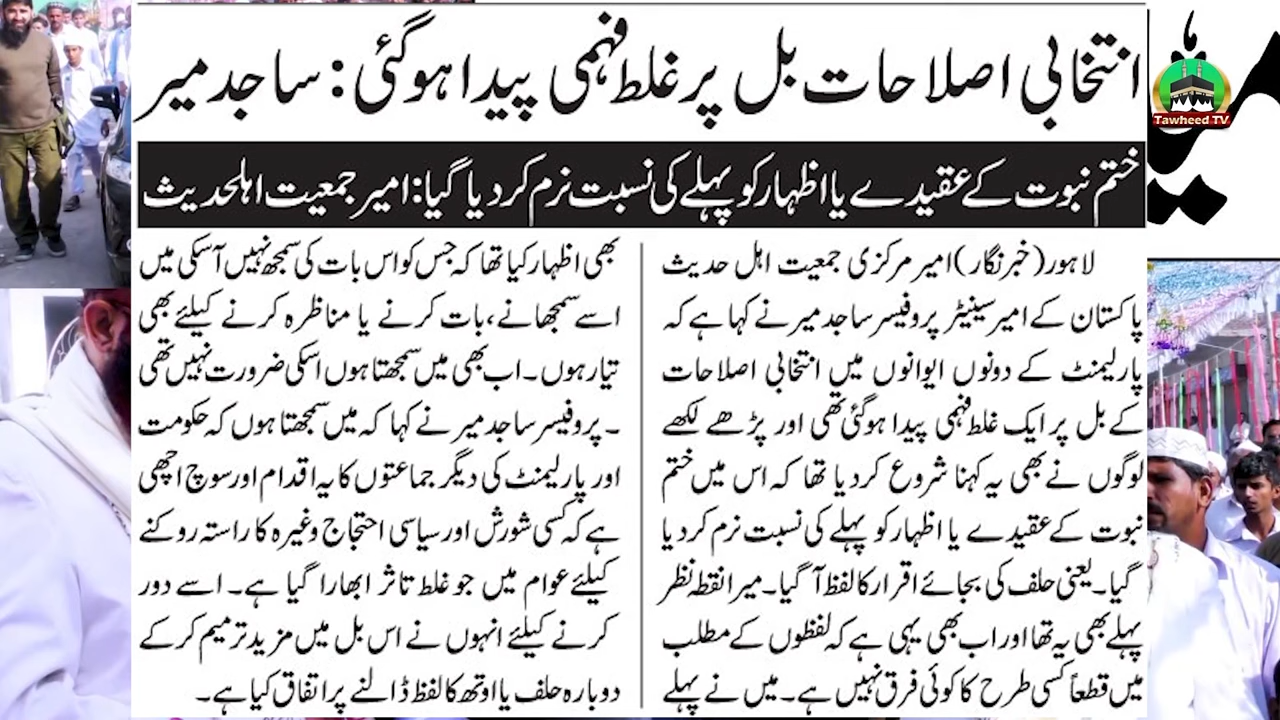 انتخابی اصلاحات بل پر غلط فہمی پیدا ہوگئی: ساجد میر
ختم نبوت کے عقیدے یا اظہار کو پہلے کی نسبت نرم کر دیا گیا: امیر جمعیت اہلحدیث
لاہور (خبرنگار) امیر مرکزی جمعیت اہل حدیث
پاکستان کے امیر سینیٹر پروفیسر ساجد میر نے کہا ہے کہ
پارلیمنٹ کے دونوں ایوانوں میں انتخابی اصلاحات
کے بل پر ایک غلط فہمی پیدا ہوگئی تھی اور پڑھے لکھے
لوگوں نے بھی یہ کہنا شروع کر دیا تھا کہ اس میں ختم
نبوت کے عقیدے یا اظہار کو پہلے کی نسبت نرم کر دیا
گیا۔ یعنی حلف کی بجائے اقرار کا لفظ آگیا۔ میرا نقطہ نظر
پہلے بھی یہ تھا اور اب بھی یہی ہے کہ لفظوں کے مطلب
میں قطعاً کسی طرح کا کوئی فرق نہیں ہے۔ میں نے پہلے
بھی اظہار کیا تھا کہ جس کو اس بات کی سمجھ نہیں آسکی میں
اسے سمجھانے، بات کرنے یا مناظرہ کرنے کیلئے بھی
تیار ہوں۔ اب بھی میں سمجھتا ہوں اسکی ضرورت نہیں تھی
۔ پروفیسر ساجد میر نے کہا کہ میں سمجھتا ہوں کہ حکومت
اور پارلیمنٹ کی دیگر جماعتوں کا یہ اقدام اور سوچ اچھی
ہے کہ کسی شورش اور سیاسی احتجاج وغیرہ کا راستہ روکنے
کیلئے عوام میں جو غلط تاثر ابھارا گیا ہے۔ اسے دور
کرنے کیلئے انہوں نے اس بل میں مزید ترمیم کر کے
دوبارہ حلف یا اوتھ کا لفظ ڈالنے پر اتفاق کیا ہے۔
Tawheed TV